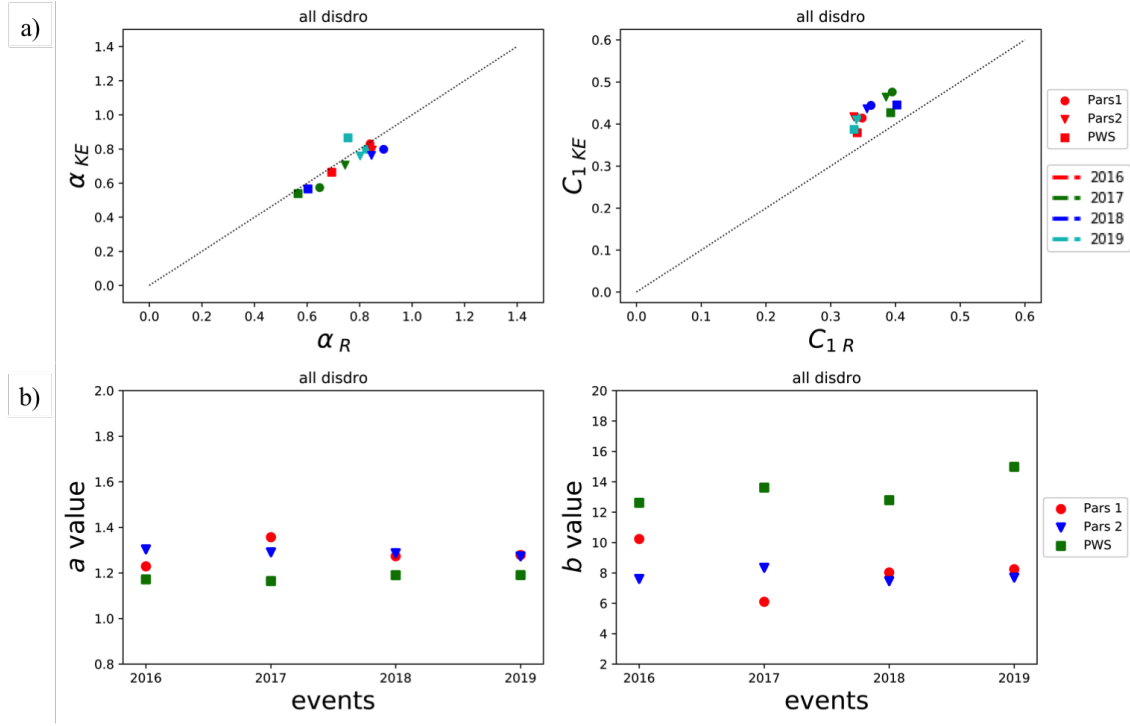 a)
all disdro
1.4
1.2
1.0
0.8
0.6
0.4
0.2
0.0
α KE
0.0 0.2 0.4 0.6 0.8 1.0 1.2 1.4
α R
all disdro
0.6
0.5
0.4
0.3
0.2
0.1
0.0
C1 KE
0.0 0.1 0.2 0.3 0.4 0.5 0.6
C1 R
Pars1
Pars2
PWS
2016
2017
2018
2019
b)
all disdro
2.0
1.8
1.6
1.4
1.2
1.0
0.8
a value
2016 2017 2018 2019
events
all disdro
20
18
16
14
12
10
8
6
4
2
b value
2016 2017 2018 2019
events
Pars 1
Pars 2
PWS